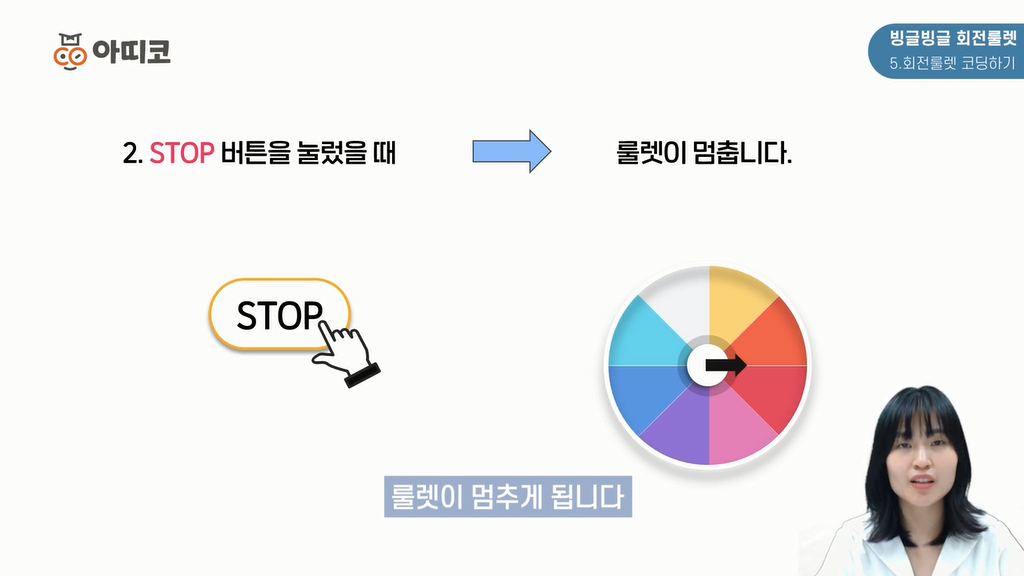 아띠코
빙글빙글 회전룰렛
5.회전룰렛 코딩하기
2. STOP 버튼을 눌렀을 때
룰렛이 멈춥니다.
STOP
룰렛이 멈추게 됩니다